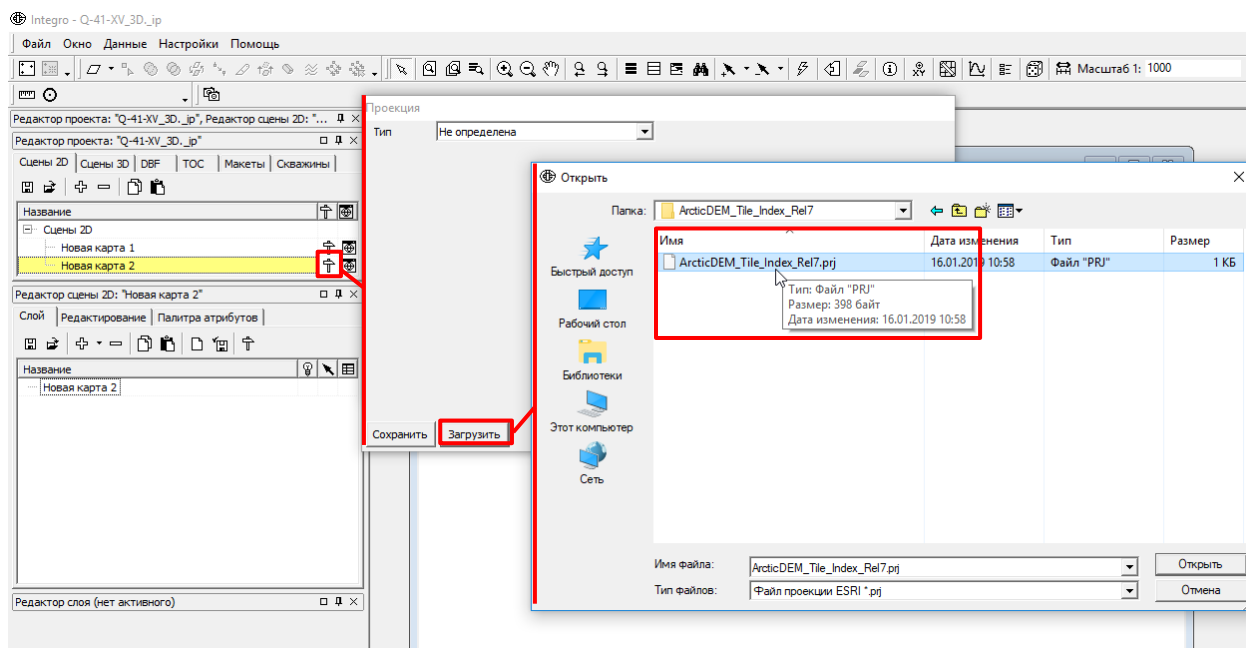 Integro - Q-41-XV_3D._ip
Файл Окно Данные Настройки Помощь
Масштаб 1: 1000
Редактор проекта: "Q-41-XV_3D._ip", Редактор сцены 2D: "...
Редактор проекта: "Q-41-XV_3D._ip"
Сцены 2D Сцены 3D DBF TOC Макеты Скважины
Название
Сцены 2D
Новая карта 1
Новая карта 2
Редактор сцены 2D: "Новая карта 2"
Слой Редактирование Палитра атрибутов
Название
Новая карта 2
Редактор слоя (нет активного)
Проекция
Тип Не определена
Сохранить Загрузить
Открыть
Папка: ArcticDEM_Tile_Index_Rel7
Имя Дата изменения Тип Размер
ArcticDEM_Tile_Index_Rel7.prj 16.01.2019 10:58 Файл "PRJ" 1 КБ
Тип: Файл "PRJ"
Размер: 398 байт
Дата изменения: 16.01.2019 10:58
Быстрый доступ
Рабочий стол
Библиотеки
Этот компьютер
Сеть
Имя файла: ArcticDEM_Tile_Index_Rel7.prj Открыть
Тип файлов: Файл проекции ESRI *.prj Отмена